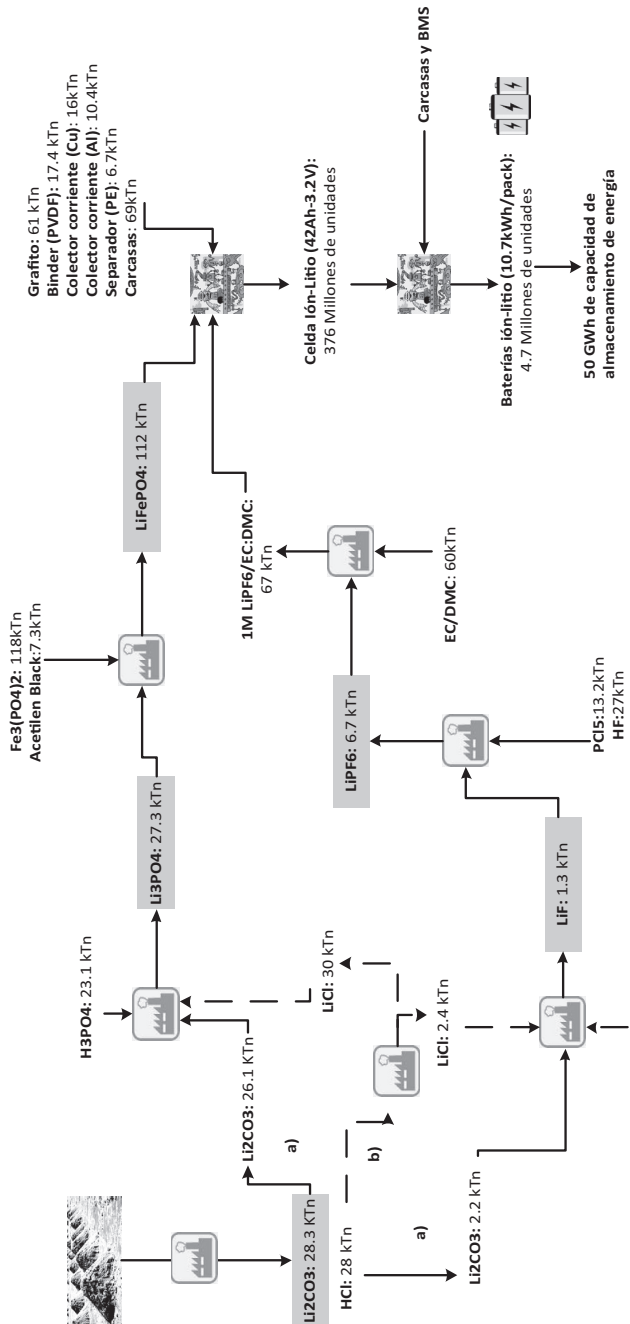 Li2CO3: 28.3 kTn
HCl: 28 kTn
a)
Li2CO3: 26.1 KTn
b)
a)
Li2CO3: 2.2 kTn
H3PO4: 23.1 kTn
LiCl: 30 kTn
LiCl: 2.4 kTn
Li3PO4: 27.3 kTn
LiF: 1.3 kTn
Fe3(PO4)2: 118kTn
Acetilen Black:7.3kTn
LiPF6: 6.7 kTn
PCl5:13.2kTn
HF:27kTn
LiFePO4: 112 kTn
1M LiPF6/EC:DMC:
67 kTn
EC/DMC: 60kTn
Grafito: 61 kTn
Binder (PVDF): 17.4 kTn
Colector corriente (Cu): 16kTn
Colector corriente (Al): 10.4kTn
Separador (PE): 6.7kTn
Carcasas: 69kTn
Celda Ión-Litio (42Ah-3.2V):
376 Millones de unidades
Carcasas y BMS
Baterías ión-litio (10.7kWh/pack):
4.7 Millones de unidades
50 GWh de capacidad de
almacenamiento de energía